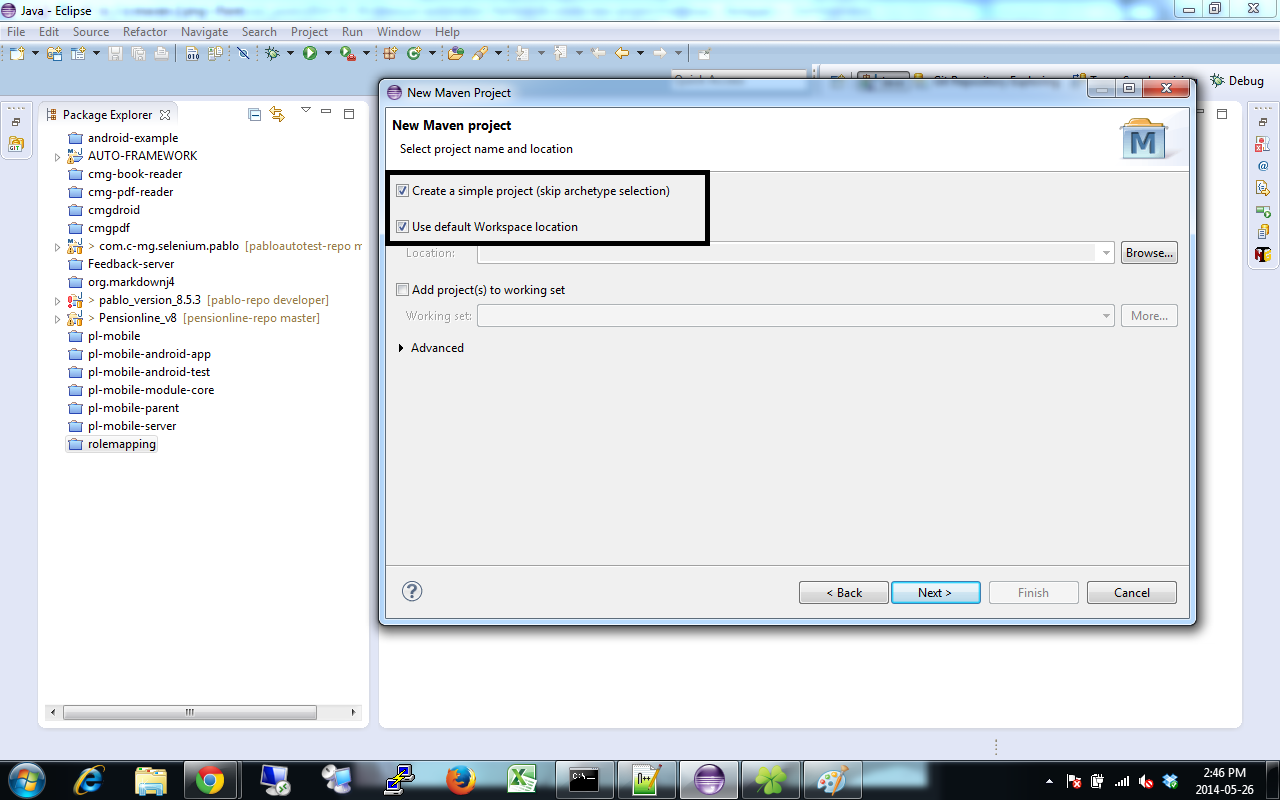 Java - Eclipse
File Edit Source Refactor Navigate Search Project Run Window Help
Debug
Package Explorer
android-example
AUTO-FRAMEWORK
cmg-book-reader
cmg-pdf-reader
cmgdroid
cmgpdf
> com.c-mg.selenium.pablo [pabloautotest-repo m
Feedback-server
org.markdownj4
> pablo_version_8.5.3 [pablo-repo developer]
> Pensionline_v8 [pensionline-repo master]
pl-mobile
pl-mobile-android-app
pl-mobile-android-test
pl-mobile-module-core
pl-mobile-parent
pl-mobile-server
rolemapping
New Maven Project
New Maven project
Select project name and location
M
Create a simple project (skip archetype selection)
Use default Workspace location
Location:
Browse...
Add project(s) to working set
Working set:
More...
Advanced
?
< Back
Next >
Finish
Cancel
2:46 PM
2014-05-26